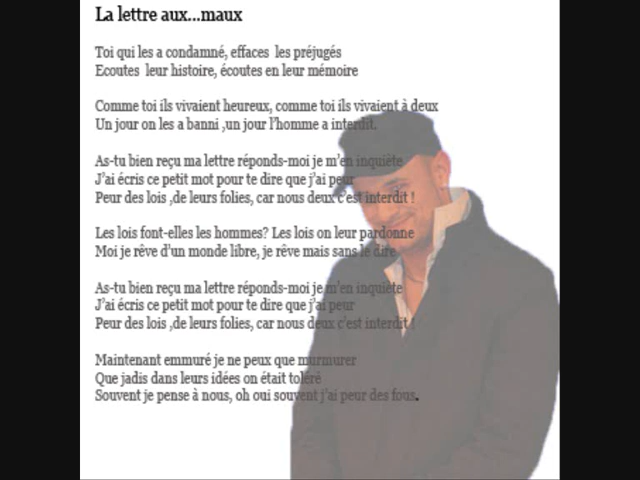 La lettre aux...maux
Toi qui les a condamné, effaces  les préjugés
Ecoutes  leur histoire, écoutes en leur mémoire
Comme toi ils vivaient heureux, comme toi ils vivaient à deux
Un jour on les a banni ,un jour l'homme a interdit.
As-tu bien reçu ma lettre réponds-moi je m'en inquiète
J'ai écris ce petit mot pour te dire que j'ai peur
Peur des lois ,de leurs folies, car nous deux c'est interdit !
Les lois font-elles les hommes? Les lois on leur pardonne
Moi je rêve d'un monde libre, je rêve mais sans le dire
As-tu bien reçu ma lettre réponds-moi je m'en inquiète
J'ai écris ce petit mot pour te dire que j'ai peur
Peur des lois ,de leurs folies, car nous deux c'est interdit !
Maintenant emmuré je ne peux que murmurer
Que jadis dans leurs idées on était toléré
Souvent je pense à nous, oh oui souvent j'ai peur des fous.